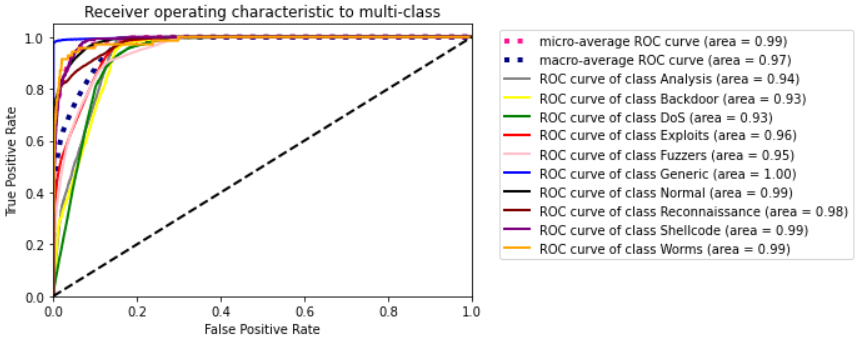 Receiver operating characteristic to multi-class
True Positive Rate
1.0
0.8
0.6
0.4
0.2
0.0
0.0 0.2 0.4 0.6 0.8 1.0
False Positive Rate
micro-average ROC curve (area = 0.99)
macro-average ROC curve (area = 0.97)
ROC curve of class Analysis (area = 0.94)
ROC curve of class Backdoor (area = 0.93)
ROC curve of class DoS (area = 0.93)
ROC curve of class Exploits (area = 0.96)
ROC curve of class Fuzzers (area = 0.95)
ROC curve of class Generic (area = 1.00)
ROC curve of class Normal (area = 0.99)
ROC curve of class Reconnaissance (area = 0.98)
ROC curve of class Shellcode (area = 0.99)
ROC curve of class Worms (area = 0.99)